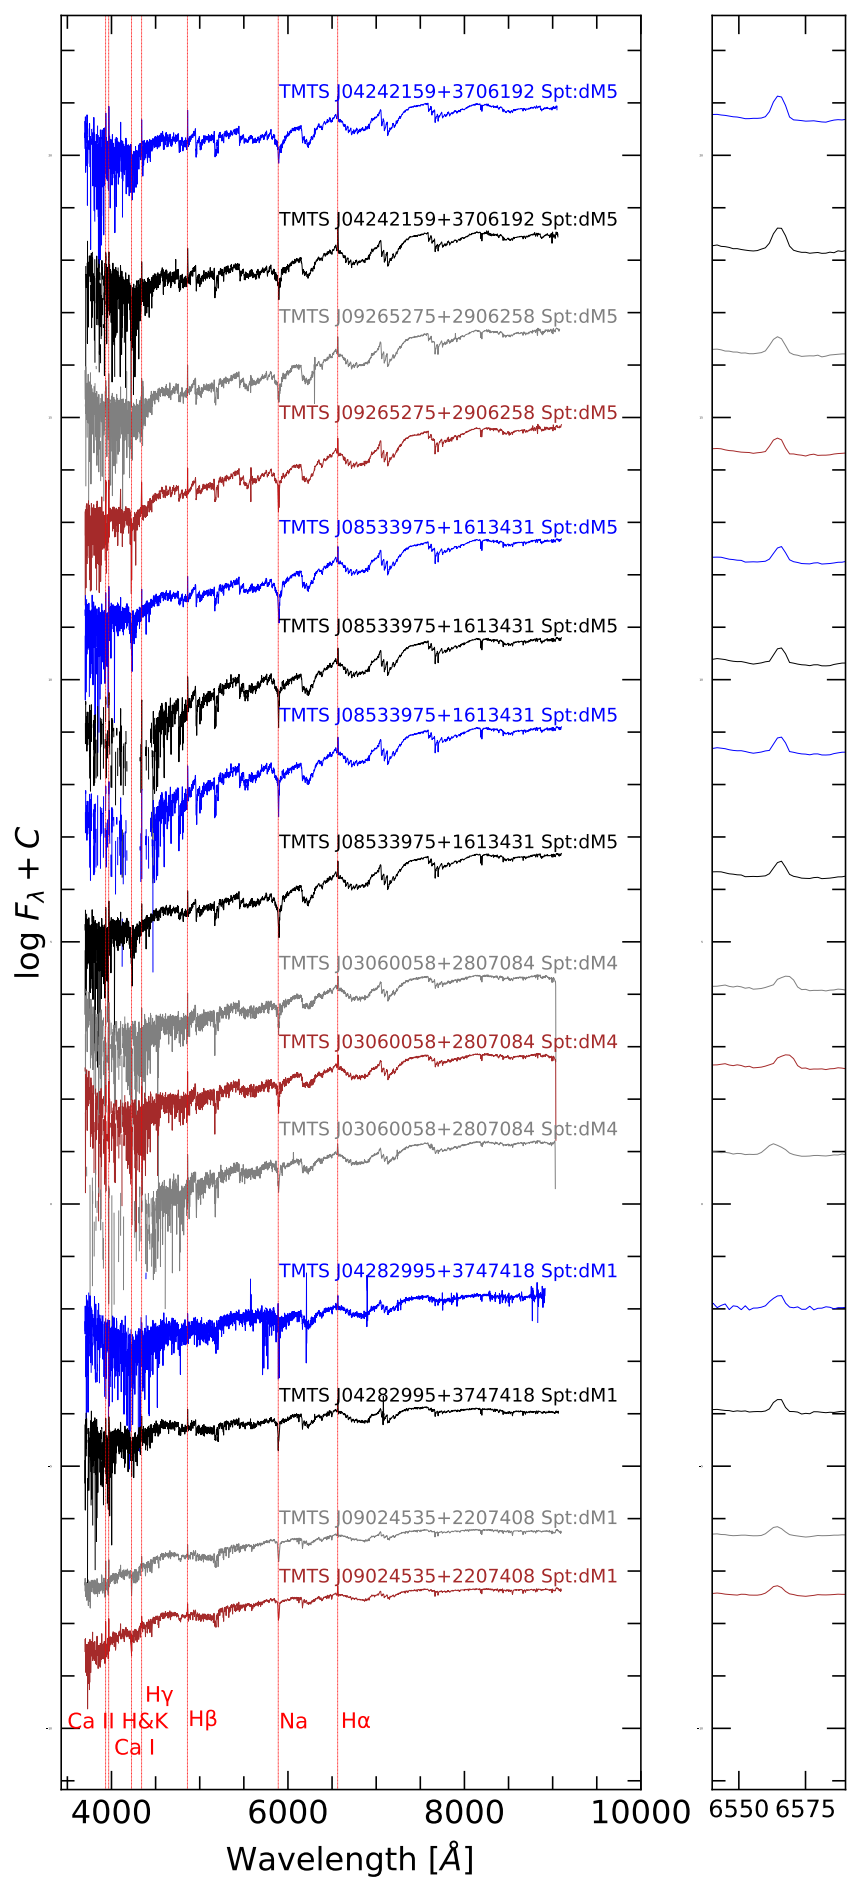 TMTS J04242159+3706192 Spt:dM5
TMTS J04242159+3706192 Spt:dM5
TMTS J09265275+2906258 Spt:dM5
TMTS J09265275+2906258 Spt:dM5
TMTS J08533975+1613431 Spt:dM5
TMTS J08533975+1613431 Spt:dM5
TMTS J08533975+1613431 Spt:dM5
TMTS J08533975+1613431 Spt:dM5
TMTS J03060058+2807084 Spt:dM4
TMTS J03060058+2807084 Spt:dM4
TMTS J03060058+2807084 Spt:dM4
TMTS J04282995+3747418 Spt:dM1
TMTS J04282995+3747418 Spt:dM1
TMTS J09024535+2207408 Spt:dM1
TMTS J09024535+2207408 Spt:dM1
Hγ
Ca II H&K
Hβ
Na
Hα
Ca I
log Fλ + C
4000 6000 8000 10000
6550 6575
Wavelength [Å]